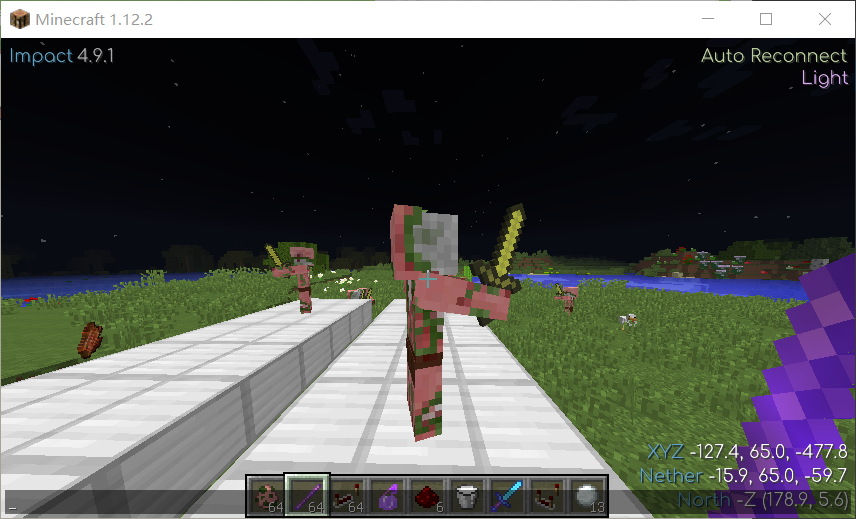 Minecraft 1.12.2
Impact 4.9.1
Auto Reconnect
Light
XYZ -127.4, 65.0, -477.8
Nether -15.9, 65.0, -59.7
North -Z (178.9, 5.6)
64 64 64 6 13
_